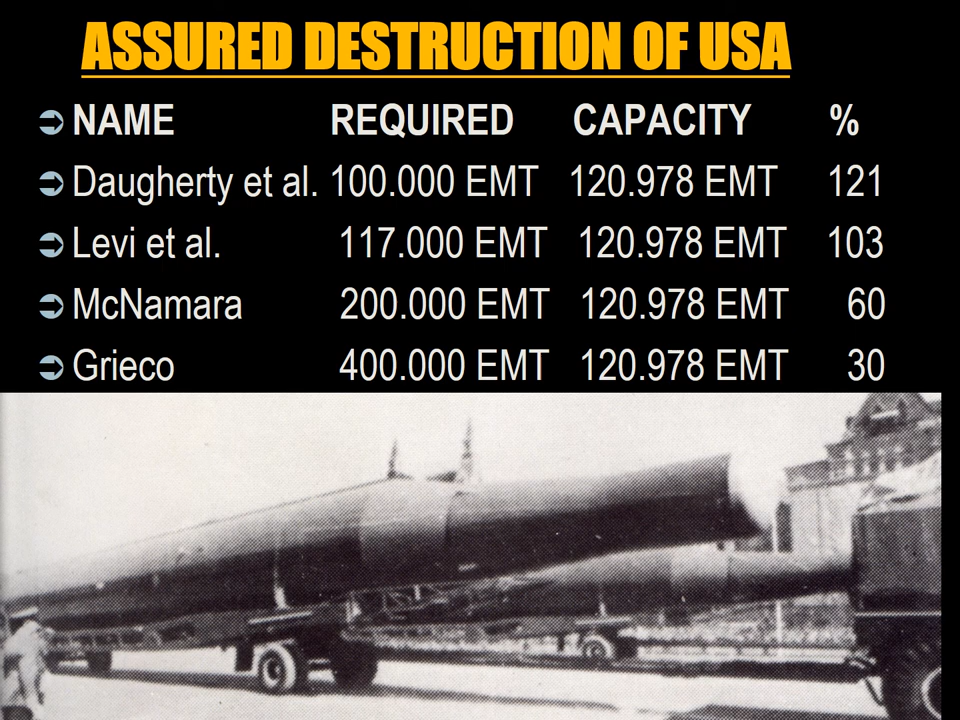 ASSURED DESTRUCTION OF USA
NAME REQUIRED CAPACITY %
Daugherty et al. 100.000 EMT 120.978 EMT 121
Levi et al. 117.000 EMT 120.978 EMT 103
McNamara 200.000 EMT 120.978 EMT 60
Grieco 400.000 EMT 120.978 EMT 30